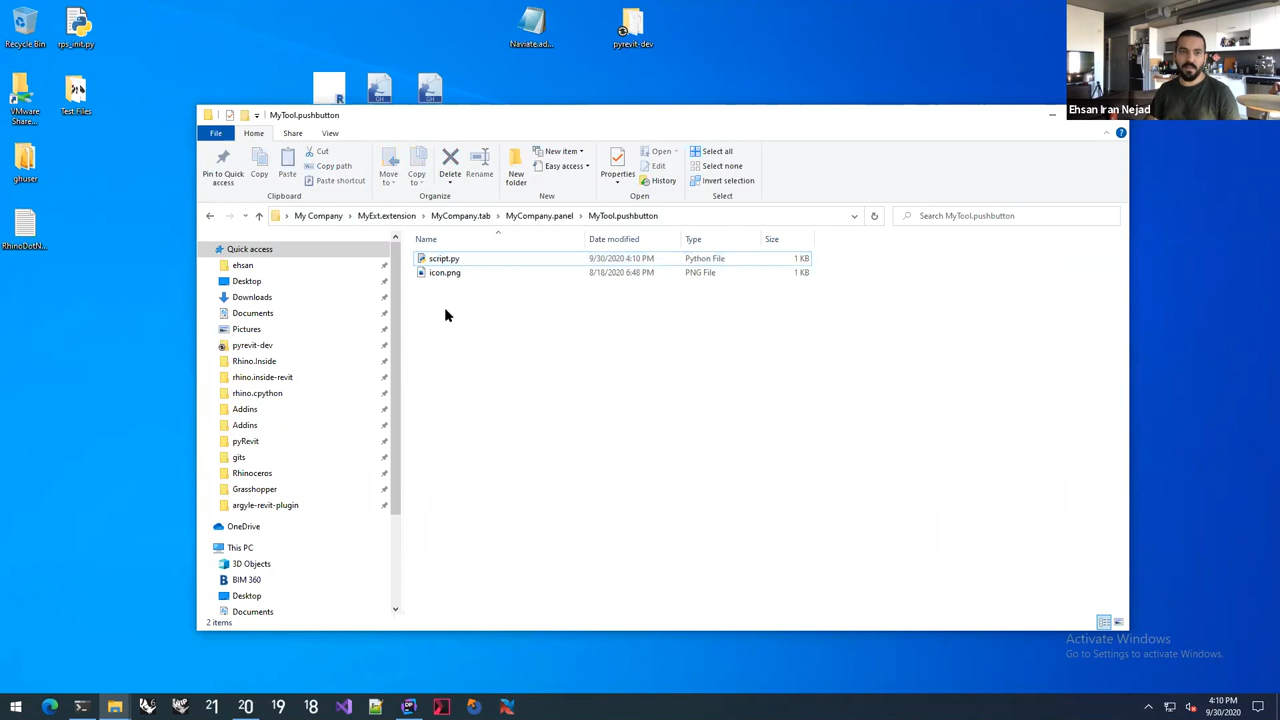 Recycle Bin
rps_init.py
Naviate.ad...
pyrevit-dev
VMware
Share...
Test Files
ghuser
RhinoDotN...
R
GH
GH
Ehsan Iran Nejad
MyTool.pushbutton
File
Home
Share
View
Pin to Quick
access
Copy
Paste
Cut
Copy path
Paste shortcut
Clipboard
Move
to
Copy
to
Delete
Rename
Organize
New
folder
New item
Easy access
New
Properties
Open
Edit
History
Open
Select all
Select none
Invert selection
Select
My Company > MyExt.extension > MyCompany.tab > MyCompany.panel > MyTool.pushbutton
Search MyTool.pushbutton
Name
Date modified
Type
Size
script.py 9/30/2020 4:10 PM Python File 1 KB
icon.png 8/18/2020 6:48 PM PNG File 1 KB
Quick access
ehsan
Desktop
Downloads
Documents
Pictures
pyrevit-dev
Rhino.Inside
rhino.inside-revit
rhino.cpython
Addins
Addins
pyRevit
gits
Rhinoceros
Grasshopper
argyle-revit-plugin
OneDrive
This PC
3D Objects
BIM 360
Desktop
Documents
2 items
Activate Windows
Go to Settings to activate Windows.
21
20
19
18
4:10 PM
9/30/2020